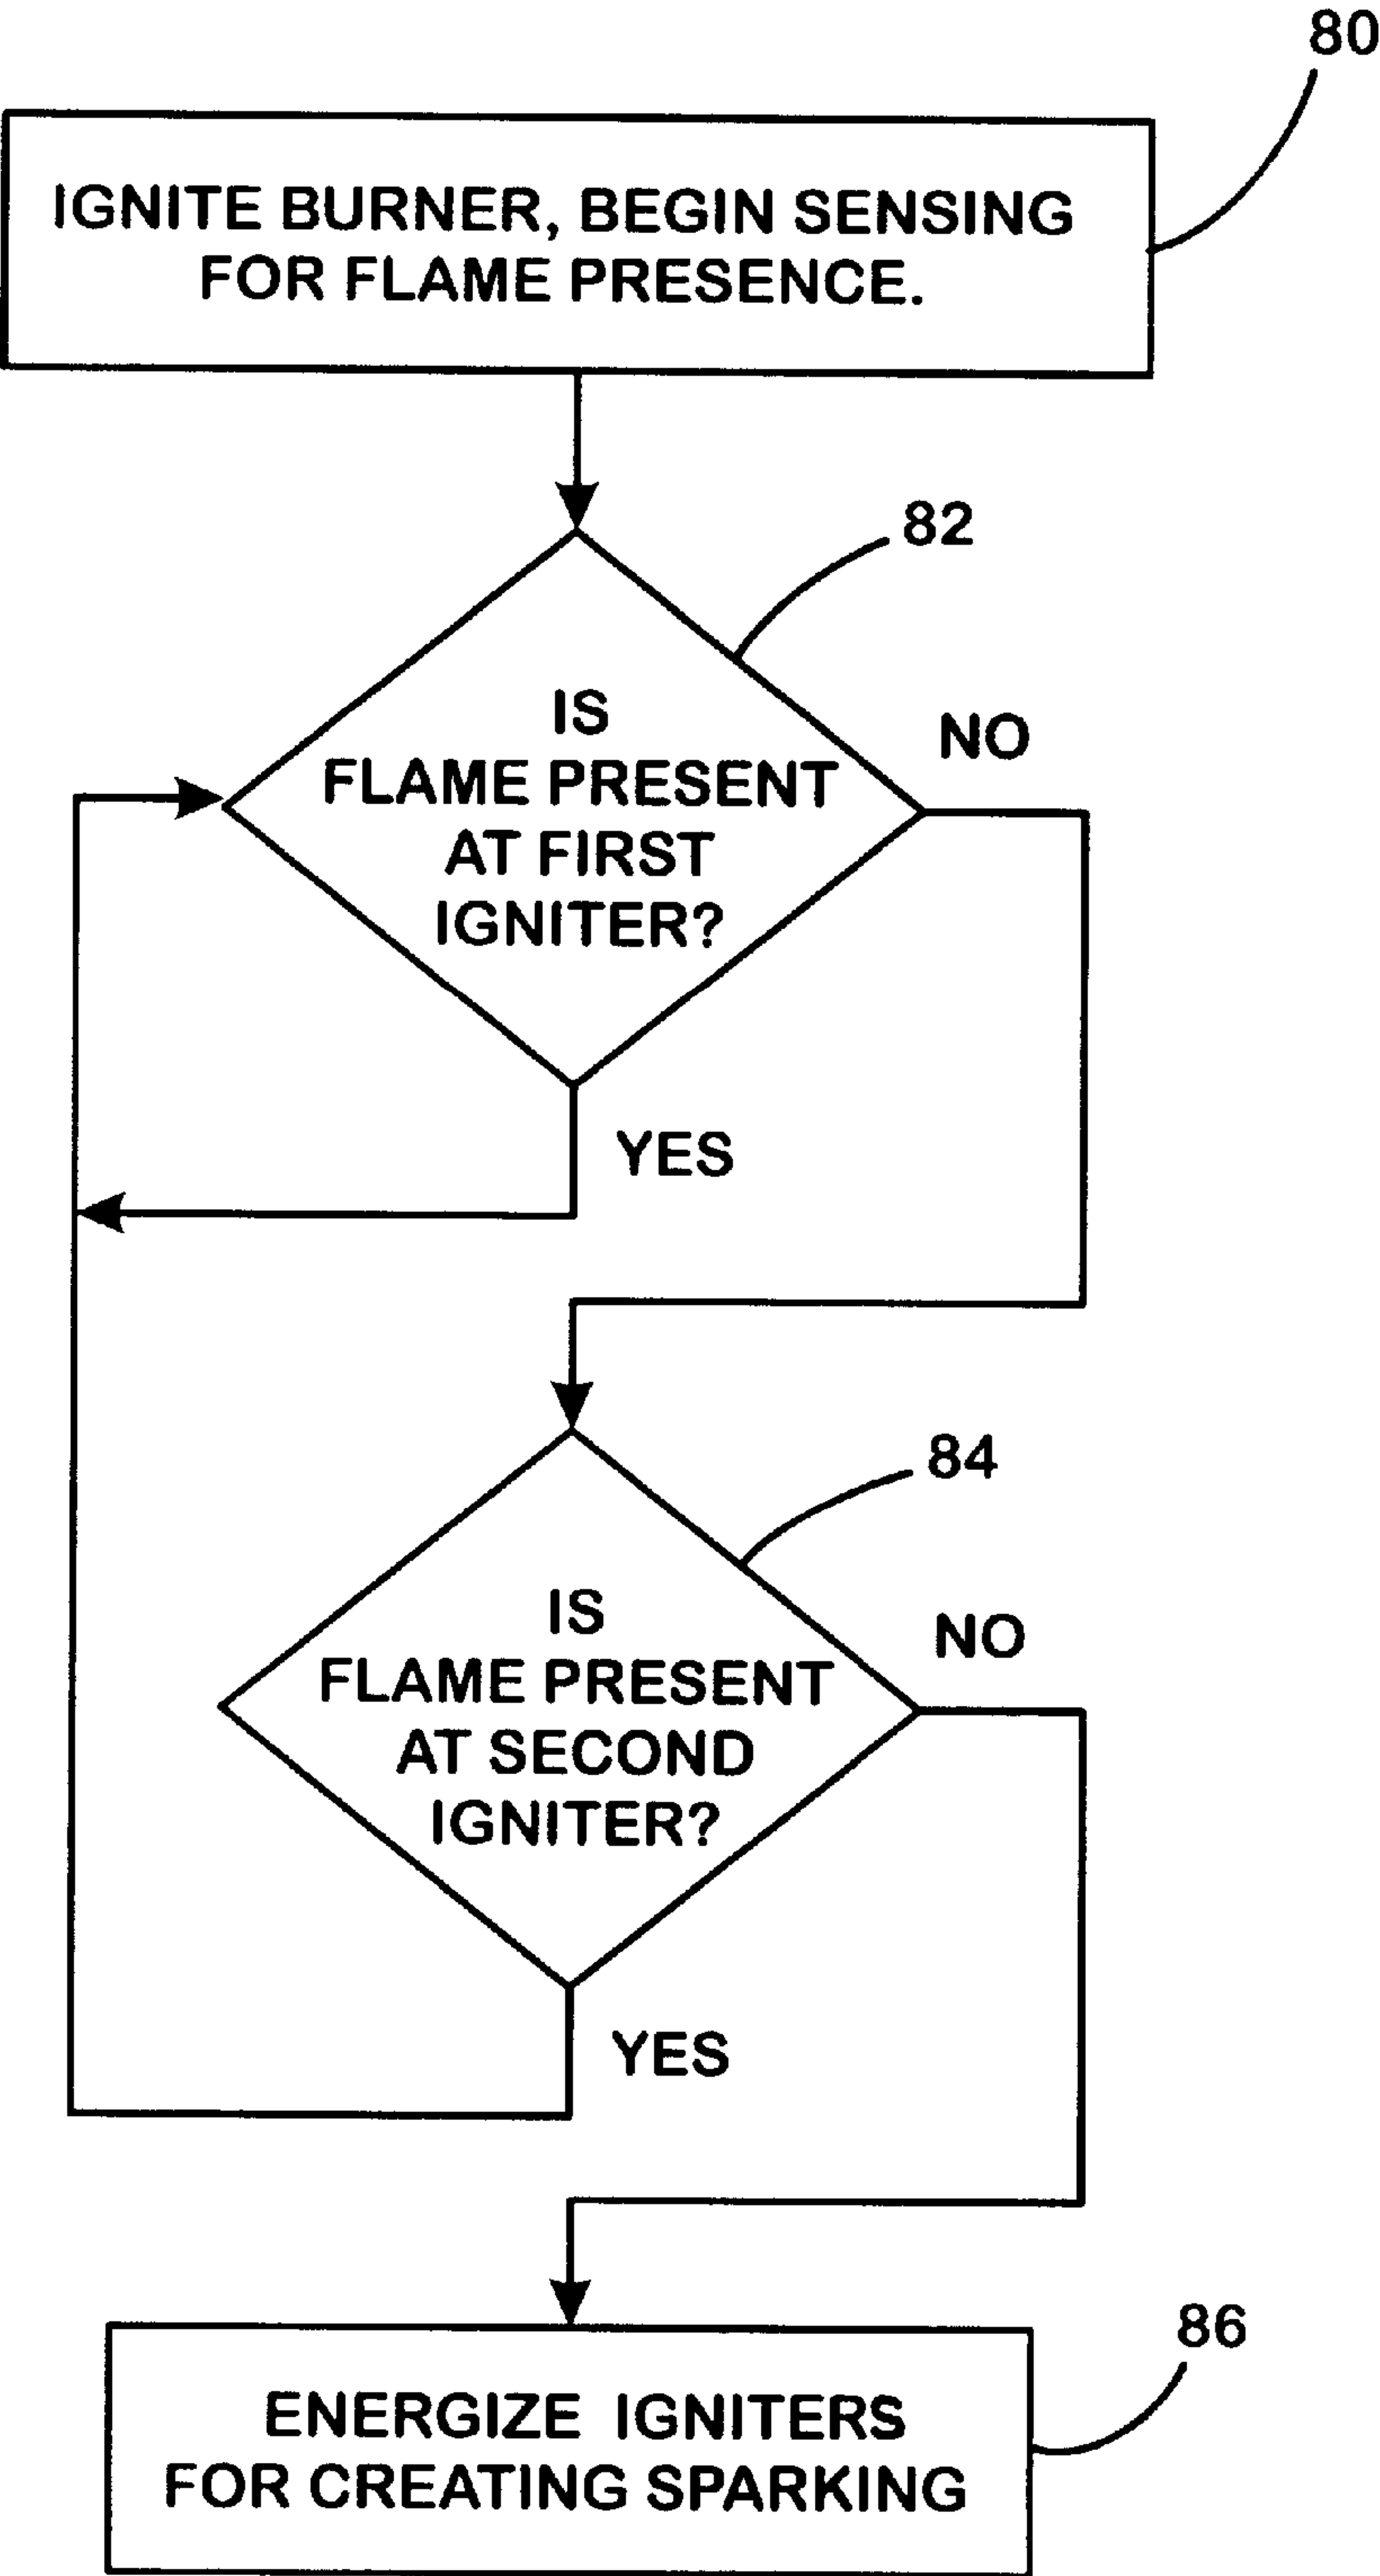 80
IGNITE BURNER, BEGIN SENSING
FOR FLAME PRESENCE.
82
IS
FLAME PRESENT
AT FIRST
IGNITER?
NO
YES
84
IS
FLAME PRESENT
AT SECOND
IGNITER?
NO
YES
86
ENERGIZE IGNITERS
FOR CREATING SPARKING